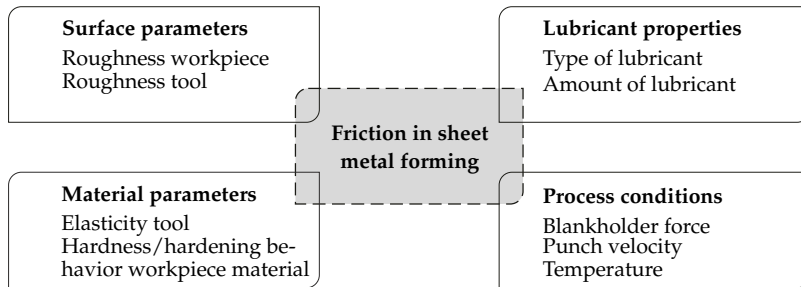 Surface parameters
Roughness workpiece
Roughness tool
Lubricant properties
Type of lubricant
Amount of lubricant
Friction in sheet
metal forming
Material parameters
Elasticity tool
Hardness/hardening be-
havior workpiece material
Process conditions
Blankholder force
Punch velocity
Temperature